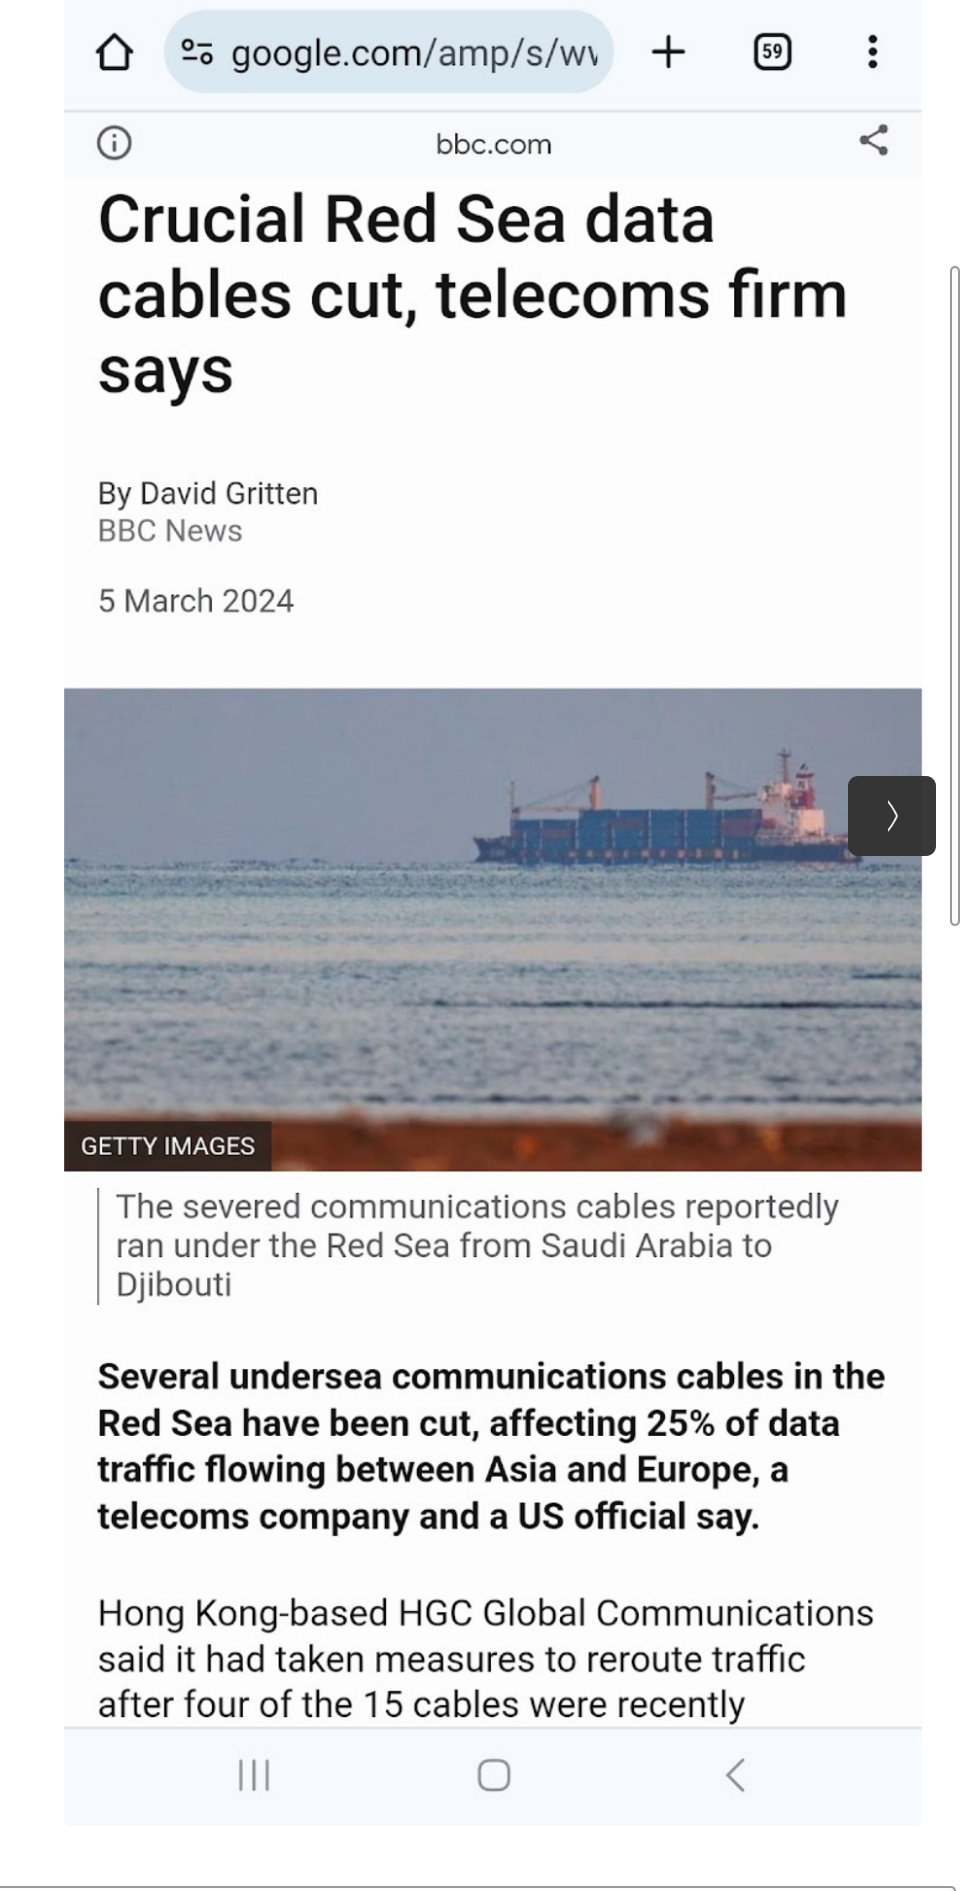 google.com/amp/s/w
59
bbc.com
Crucial Red Sea data
cables cut, telecoms firm
says
By David Gritten
BBC News
5 March 2024
GETTY IMAGES
The severed communications cables reportedly
ran under the Red Sea from Saudi Arabia to
Djibouti
Several undersea communications cables in the
Red Sea have been cut, affecting 25% of data
traffic flowing between Asia and Europe, a
telecoms company and a US official say.
Hong Kong-based HGC Global Communications
said it had taken measures to reroute traffic
after four of the 15 cables were recently